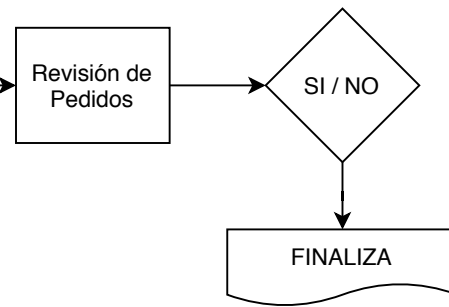 Revisión de
Pedidos
SI / NO
FINALIZA